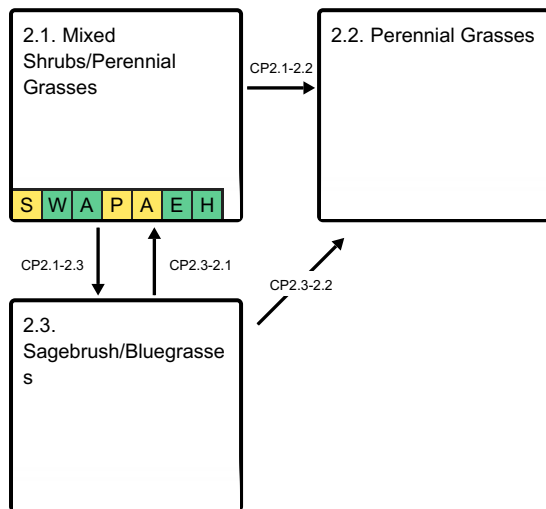 2.1. Mixed
Shrubs/Perennial
Grasses
S W A P A E H
CP2.1-2.2
2.2. Perennial Grasses
CP2.1-2.3
CP2.3-2.1
CP2.3-2.2
2.3.
Sagebrush/Bluegrasse
s